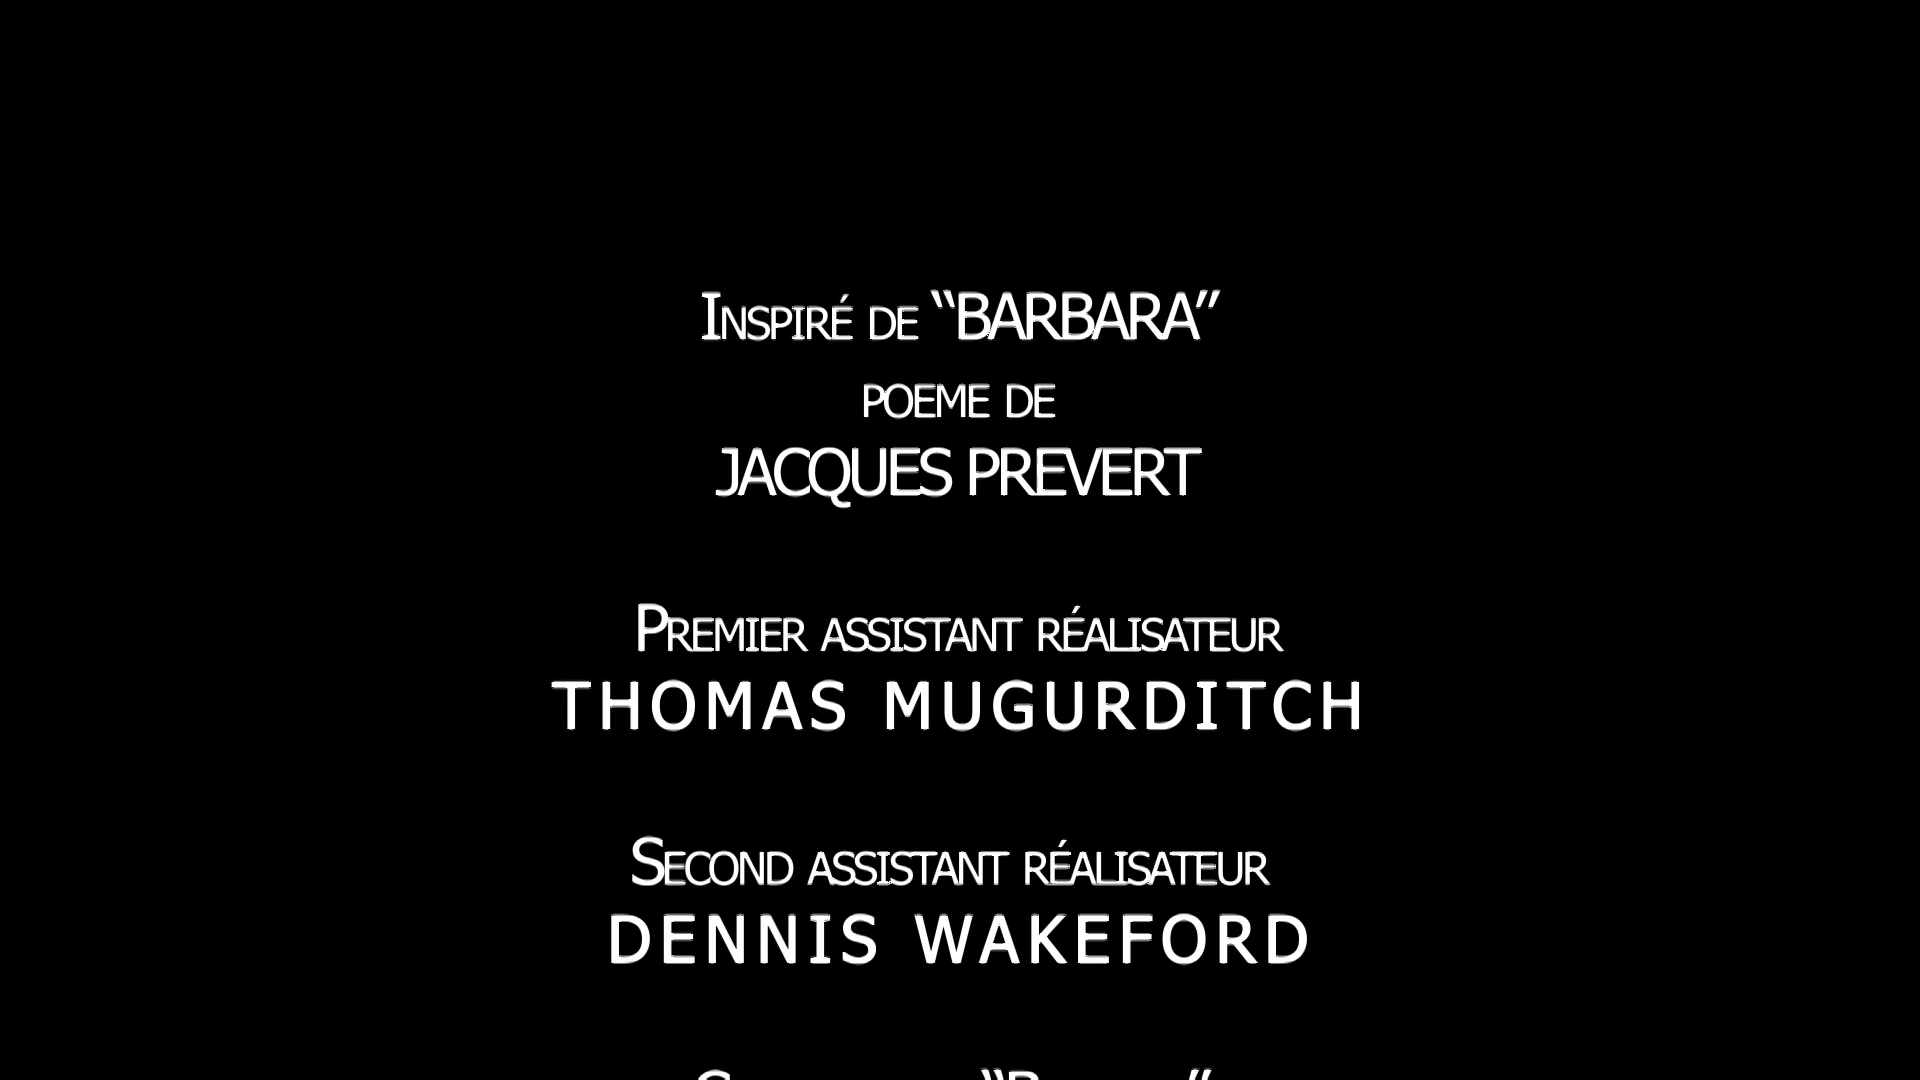 Inspiré de “BARBARA”
poeme de
JACQUES PREVERT
Premier assistant réalisateur
THOMAS MUGURDITCH
Second assistant réalisateur
DENNIS WAKEFORD